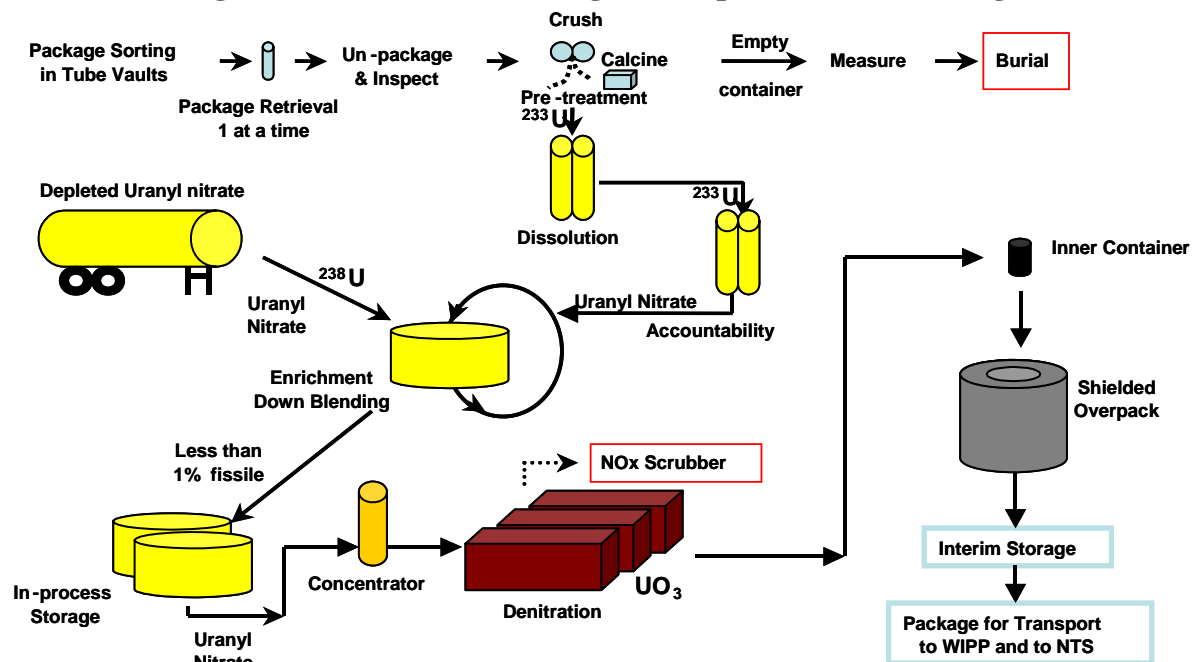 Crush
Package Sorting
in Tube Vaults
Un-package
& Inspect
Calcine
Empty
container
Measure
Burial
Package Retrieval
1 at a time
Pre-treatment
²³³U
Dissolution
²³³U
Depleted Uranyl nitrate
²³⁸U
Uranyl
Nitrate
Uranyl Nitrate
Accountability
Inner Container
Enrichment
Down Blending
Shielded
Overpack
Less than
1% fissile
NOx Scrubber
In-process
Storage
Concentrator
Denitration
UO₃
Interim Storage
Uranyl
Nitrate
Package for Transport
to WIPP and to NTS